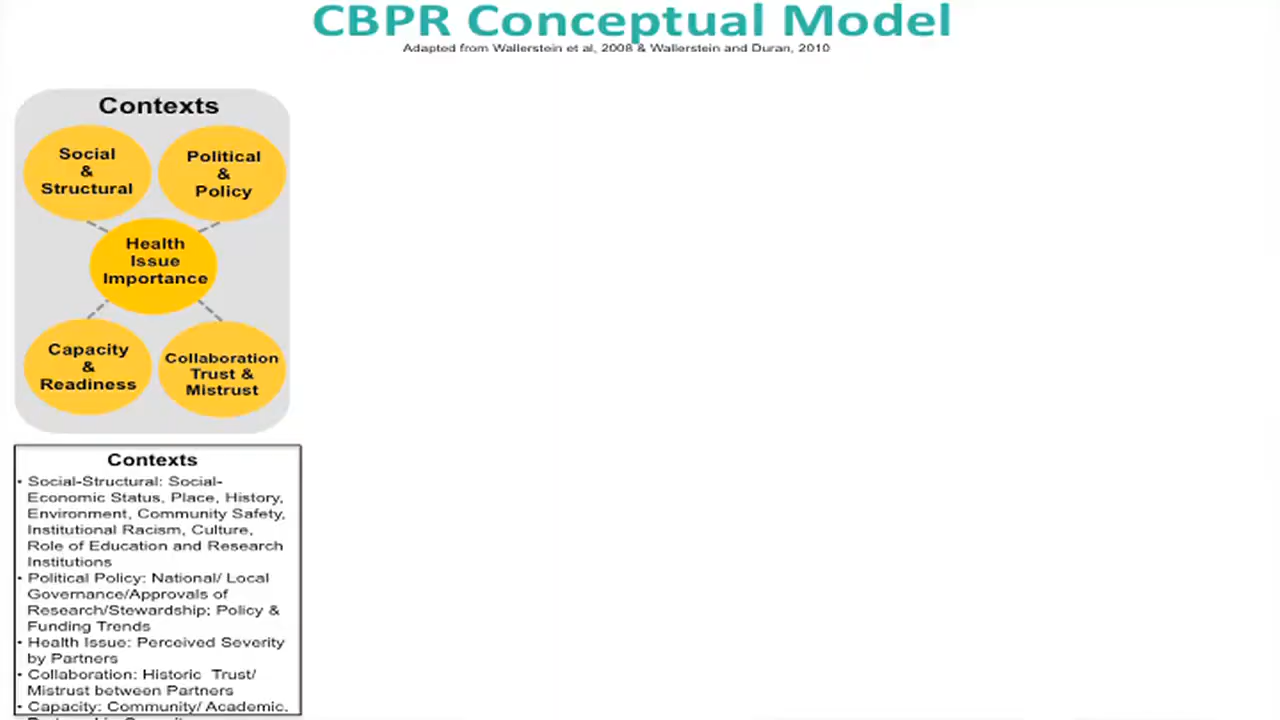 CBPR Conceptual Model
Adapted from Wallerstein et al, 2008 & Wallerstein and Duran, 2010
Contexts
Social
&
Structural
Political
&
Policy
Health
Issue
Importance
Capacity
&
Readiness
Collaboration
Trust &
Mistrust
Contexts
• Social-Structural: Social-
Economic Status, Place, History,
Environment, Community Safety,
Institutional Racism, Culture,
Role of Education and Research
Institutions
• Political Policy: National/ Local
Governance/Approvals of
Research/Stewardship; Policy &
Funding Trends
• Health Issue: Perceived Severity
by Partners
• Collaboration: Historic Trust/
Mistrust between Partners
• Capacity: Community/ Academic.